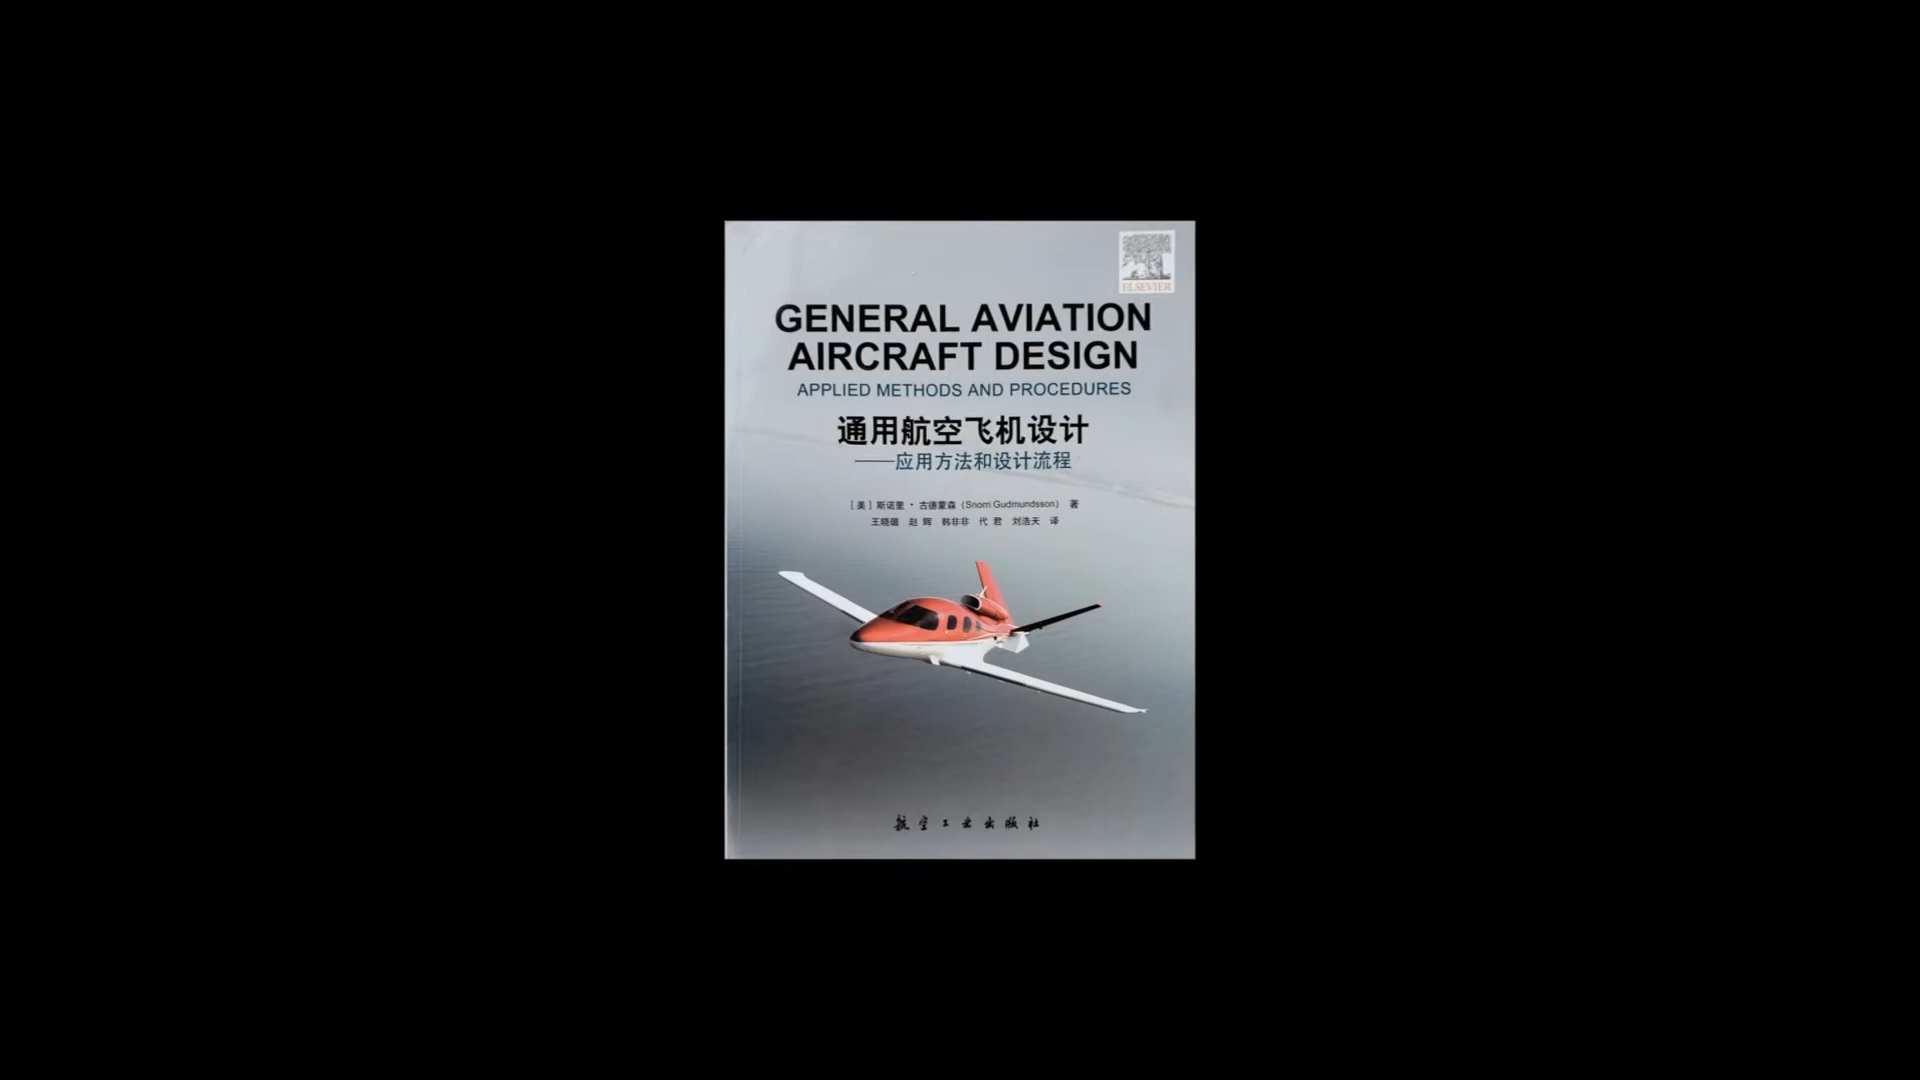 ELSEVIER
GENERAL AVIATION
AIRCRAFT DESIGN
APPLIED METHODS AND PROCEDURES
通用航空飞机设计
——应用方法和设计流程
［美］斯诺里·古德蒙森（Snorri Gudmundsson） 著
王晓璐 赵 辉 韩非非 代 君 刘浩天 译
航空工业出版社